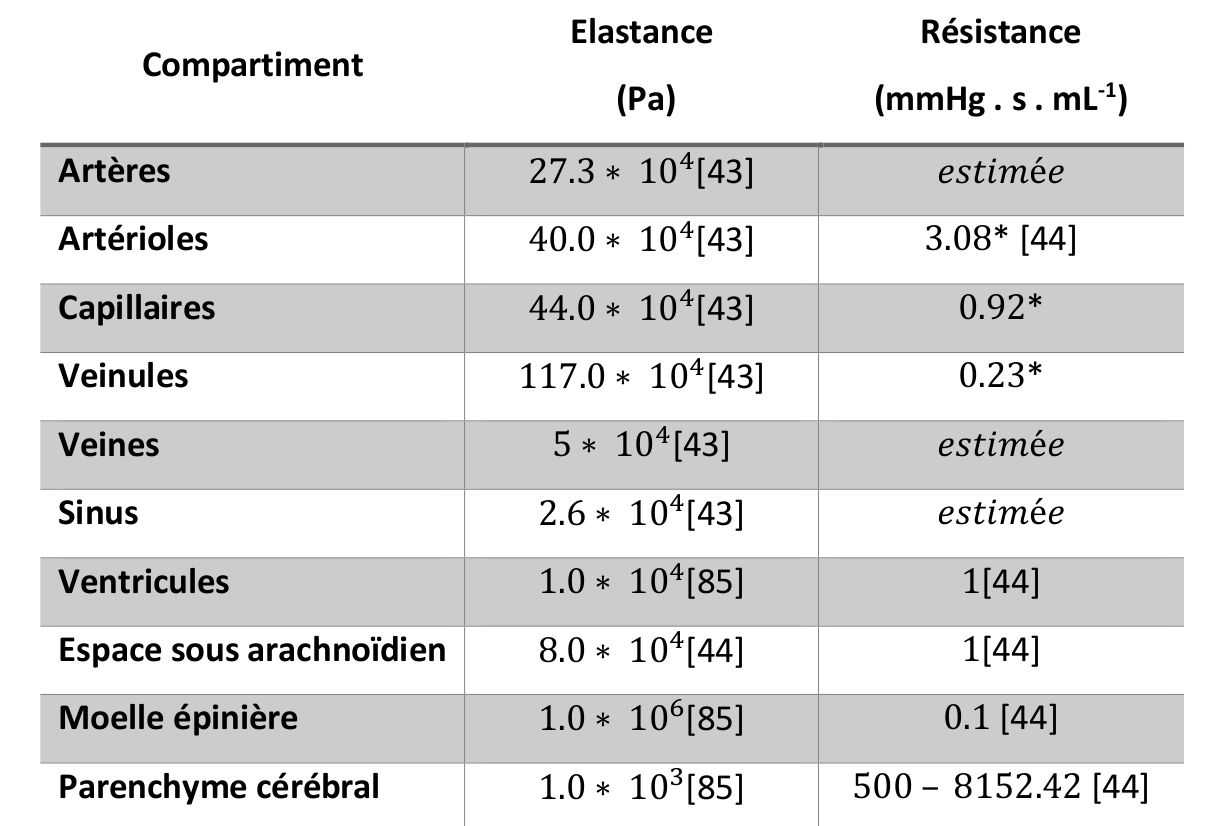 Compartiment Elastance (Pa) Résistance (mmHg . s . mL-1)
Artères 27.3 * 10^4[43] estimée
Artérioles 40.0 * 10^4[43] 3.08* [44]
Capillaires 44.0 * 10^4[43] 0.92*
Veinules 117.0 * 10^4[43] 0.23*
Veines 5 * 10^4[43] estimée
Sinus 2.6 * 10^4[43] estimée
Ventricules 1.0 * 10^4[85] 1[44]
Espace sous arachnoïdien 8.0 * 10^4[44] 1[44]
Moelle épinière 1.0 * 10^6[85] 0.1 [44]
Parenchyme cérébral 1.0 * 10^3[85] 500 – 8152.42 [44]